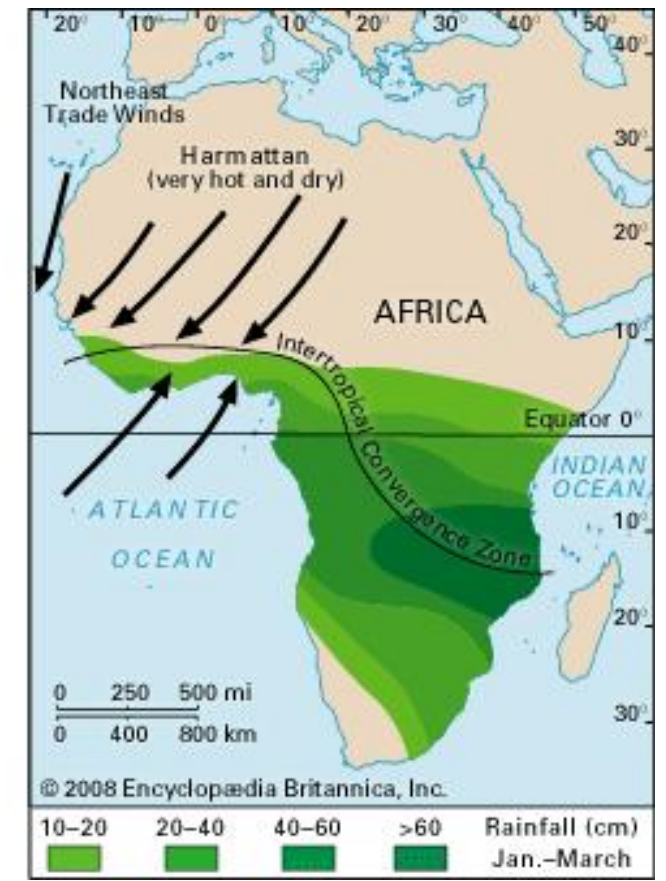 20° 10° 0° 10° 20° 30° 40° 50°
40°
Northeast
Trade Winds
30°
Harmattan
(very hot and dry)
20°
AFRICA
10°
Intertropical Convergence Zone
Equator 0°
INDIAN
OCEAN
ATLANTIC
OCEAN
10°
20°
30°
0 250 500 mi
0 400 800 km
© 2008 Encyclopædia Britannica, Inc.
10–20 20–40 40–60 >60 Rainfall (cm)
Jan.–March